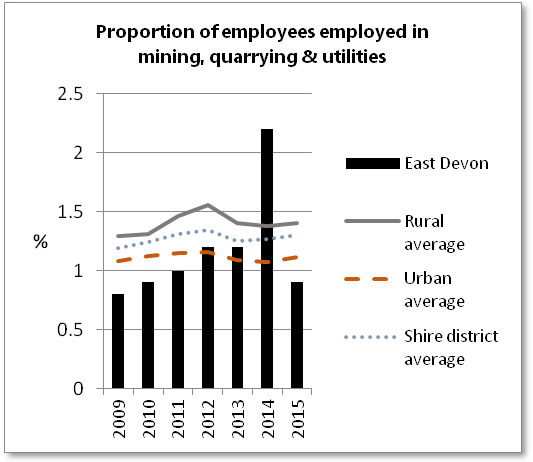 Proportion of employees employed in
mining, quarrying & utilities
2.5
2
1.5
1
0.5
0
%
2009
2010
2011
2012
2013
2014
2015
East Devon
Rural
average
Urban
average
Shire district
average